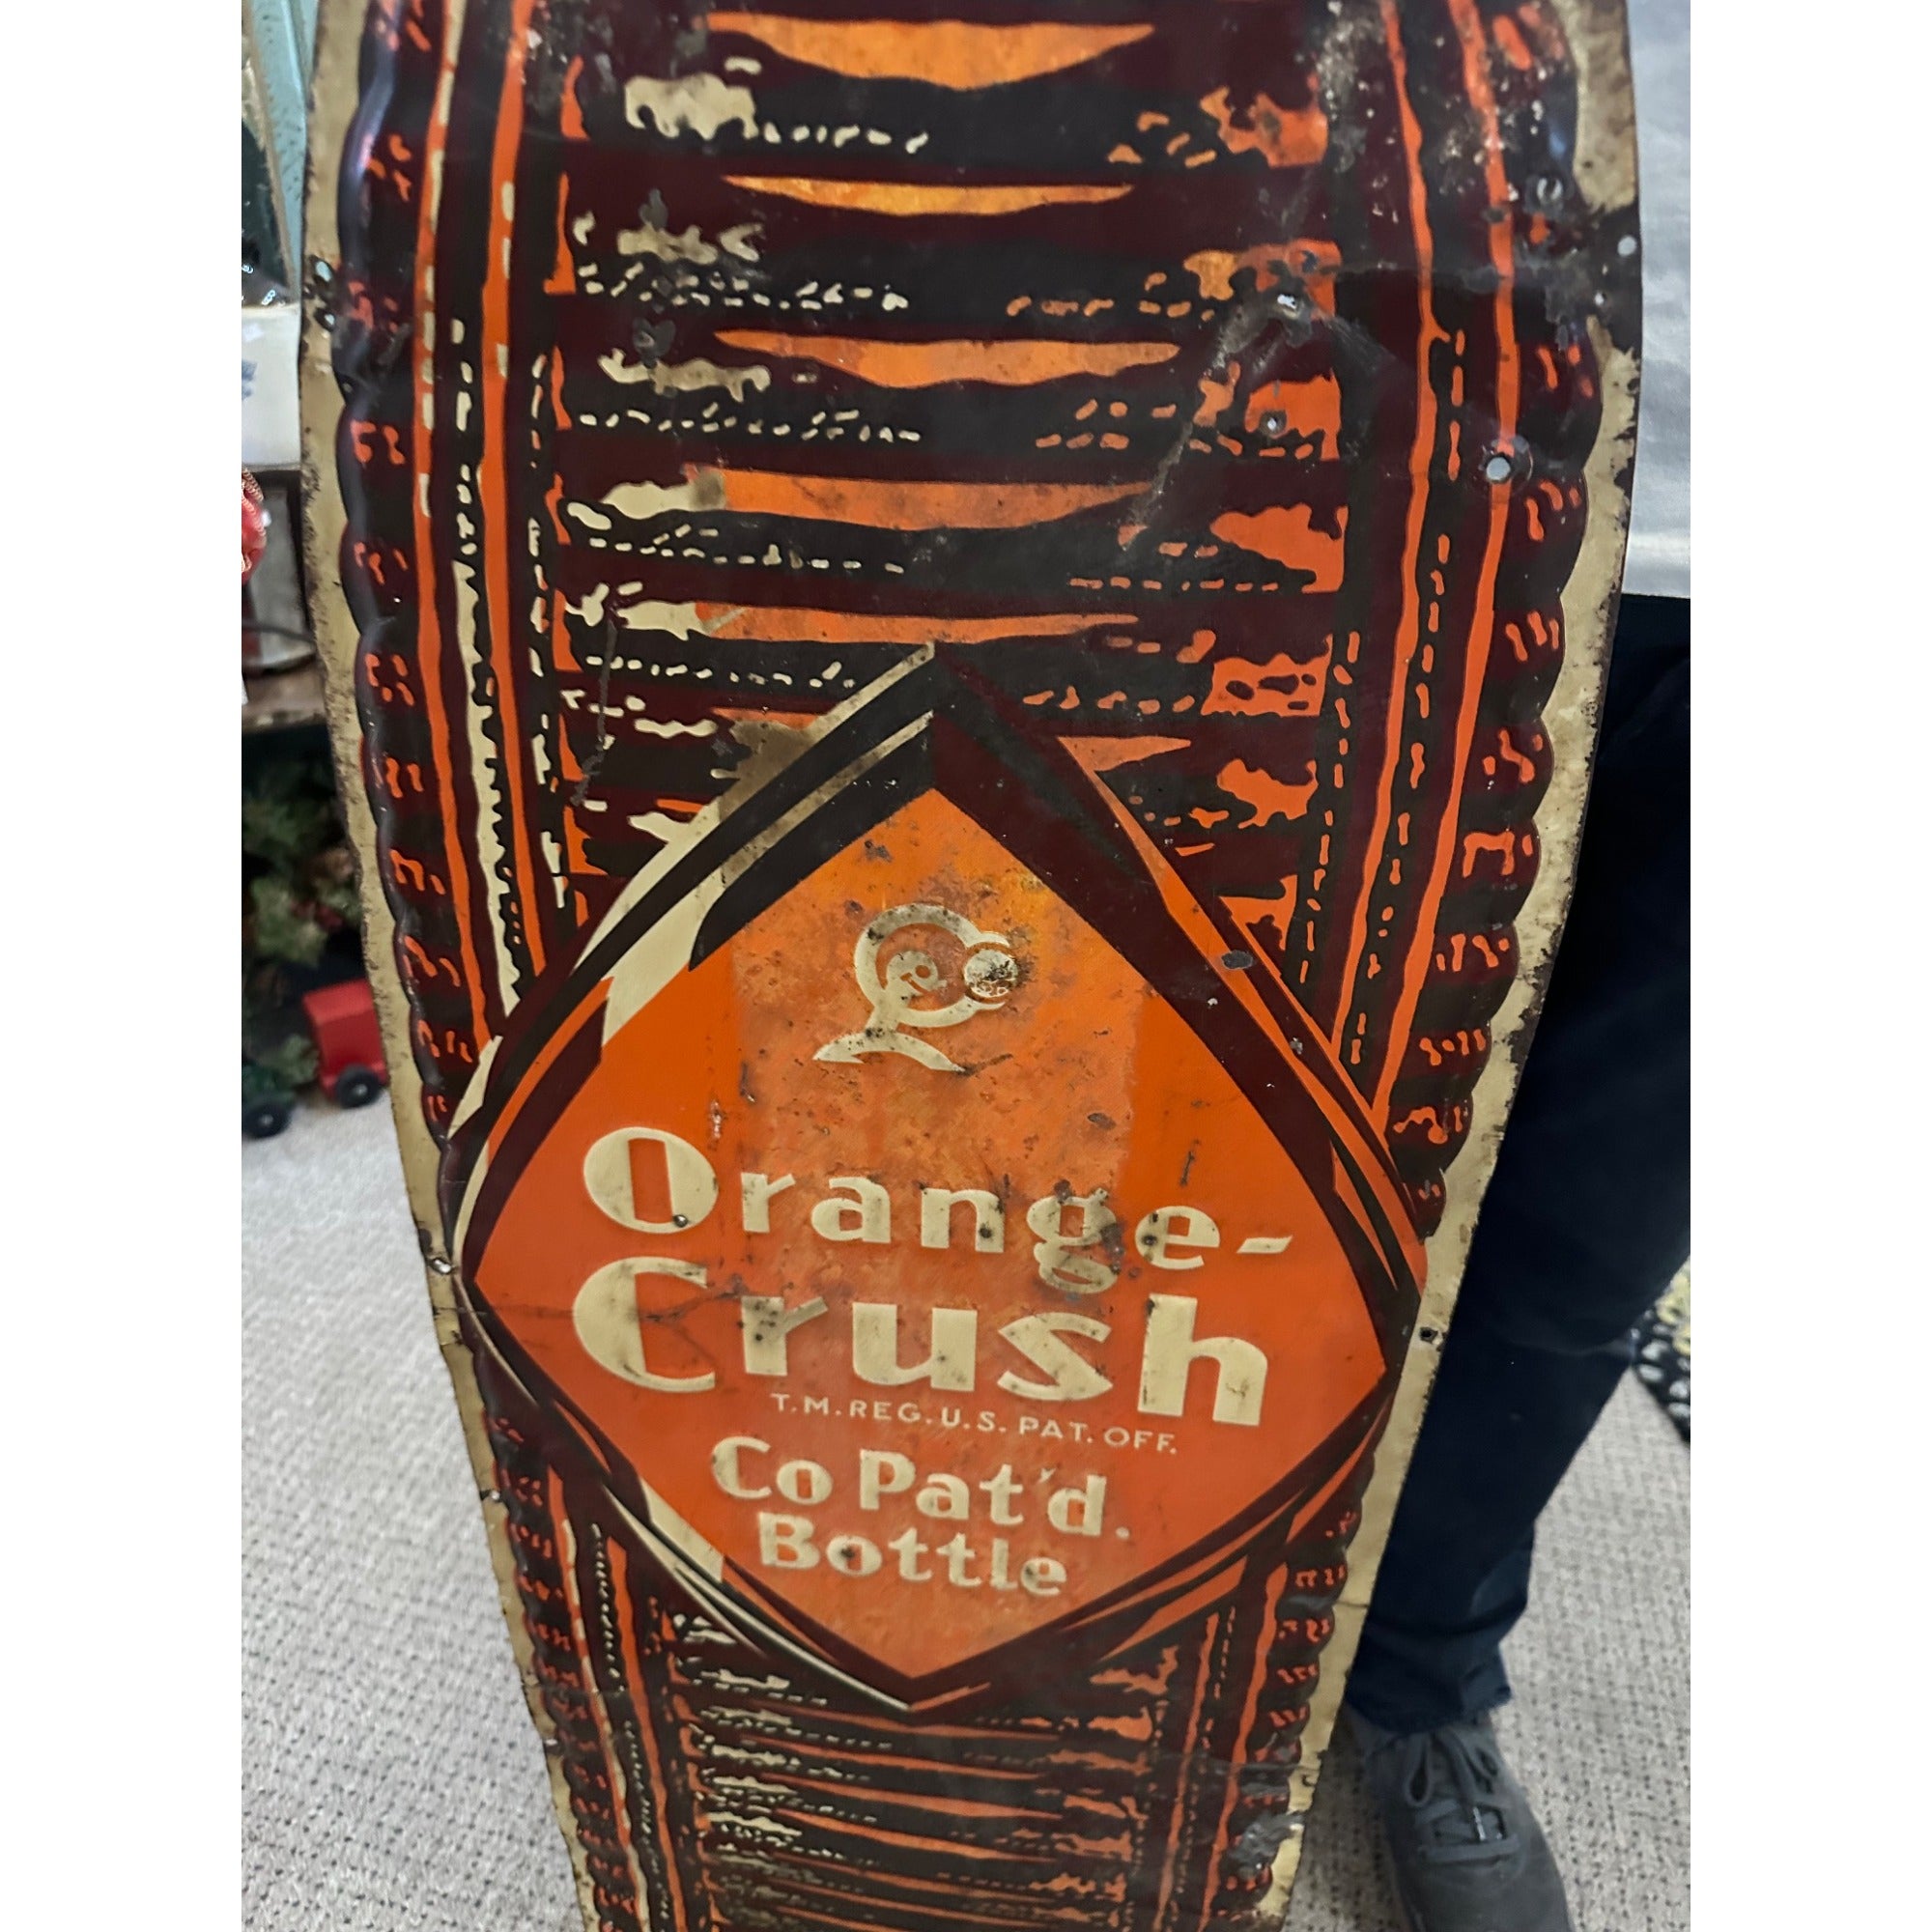 Orange-
Crush
T.M.REG.U.S. PAT. OFF.
Co Pat'd.
Bottle